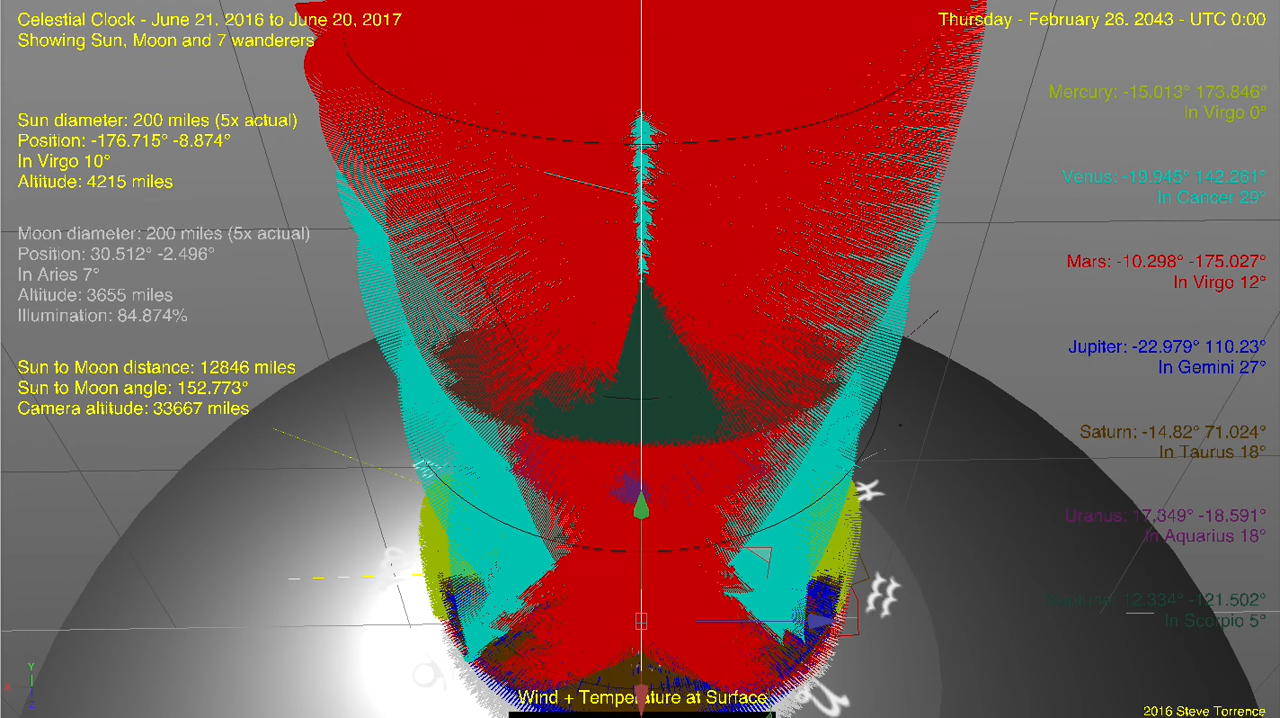 Celestial Clock - June 21. 2016 to June 20, 2017
Showing Sun, Moon and 7 wanderers
Thursday - February 26. 2043 - UTC 0:00
Sun diameter: 200 miles (5x actual)
Position: -176.715° -8.874°
In Virgo 10°
Altitude: 4215 miles
Moon diameter: 200 miles (5x actual)
Position: 30.512° -2.496°
In Aries 7°
Altitude: 3655 miles
Illumination: 84.874%
Sun to Moon distance: 12846 miles
Sun to Moon angle: 152.773°
Camera altitude: 33667 miles
Mercury: -15.013° 173.846°
In Virgo 0°
Venus: -19.945° 142.261°
In Cancer 29°
Mars: -10.298° -175.027°
In Virgo 12°
Jupiter: -22.979° 110.23°
In Gemini 27°
Saturn: -14.82° 71.024°
In Taurus 18°
Uranus: 17.349° -18.591°
In Aquarius 18°
Neptune: 12.334° -121.502°
In Scorpio 5°
Wind + Temperature at Surface
Y
X
Z
2016 Steve Torrence